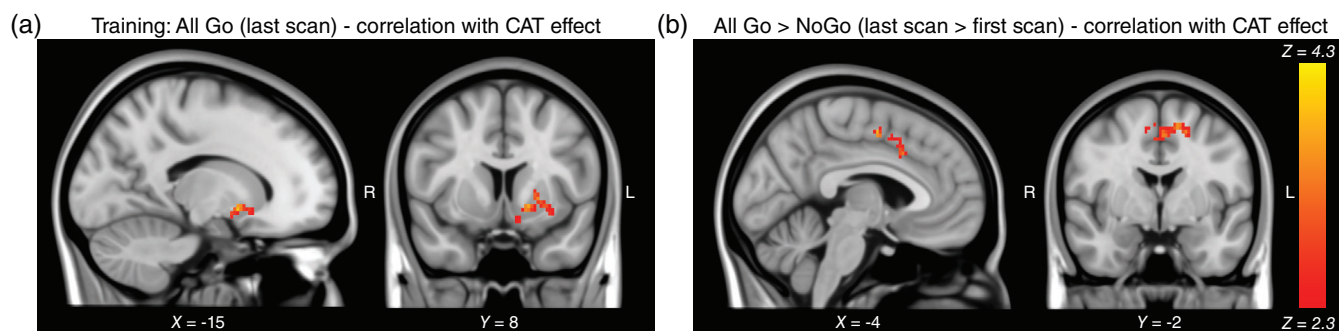 (a) Training: All Go (last scan) - correlation with CAT effect
R
L
X = -15
Y = 8
(b) All Go > NoGo (last scan > first scan) - correlation with CAT effect
Z = 4.3
R
L
X = -4
Y = -2
Z = 2.3